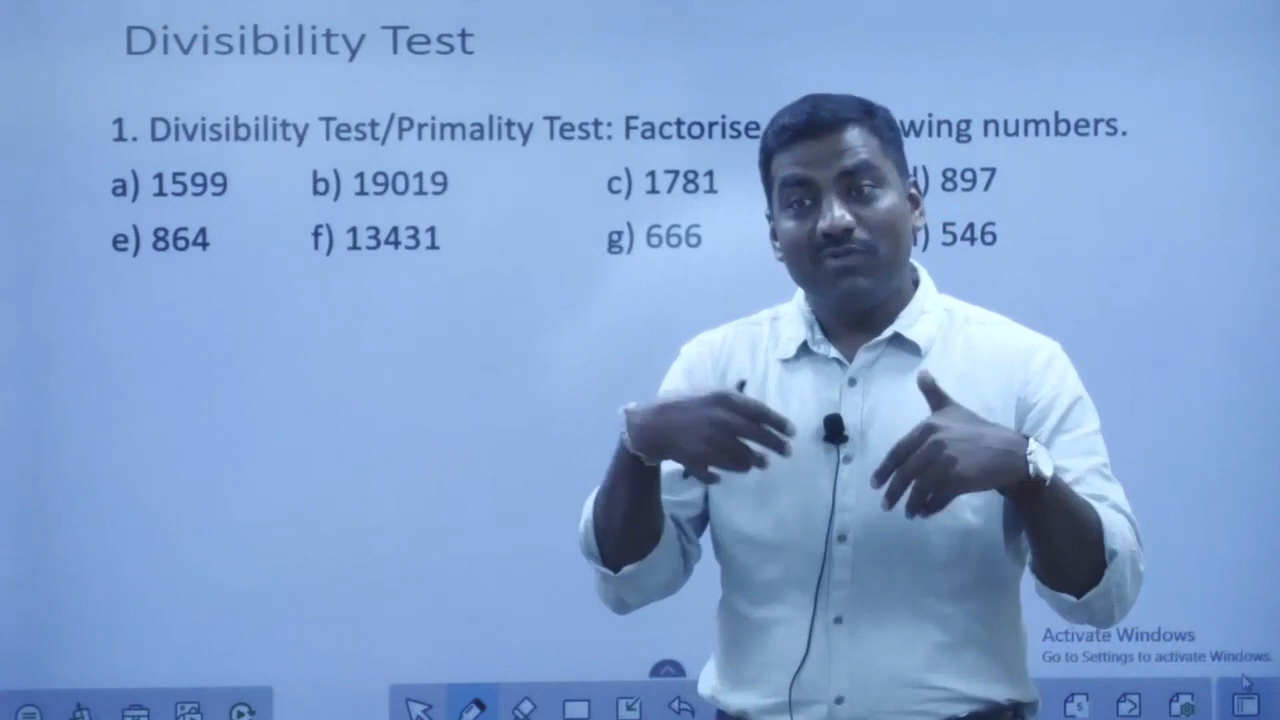 Divisibility Test
1. Divisibility Test/Primality Test: Factorise wing numbers.
a) 1599 b) 19019 c) 1781 ) 897
e) 864 f) 13431 g) 666 ) 546
Activate Windows
Go to Settings to activate Windows.
5